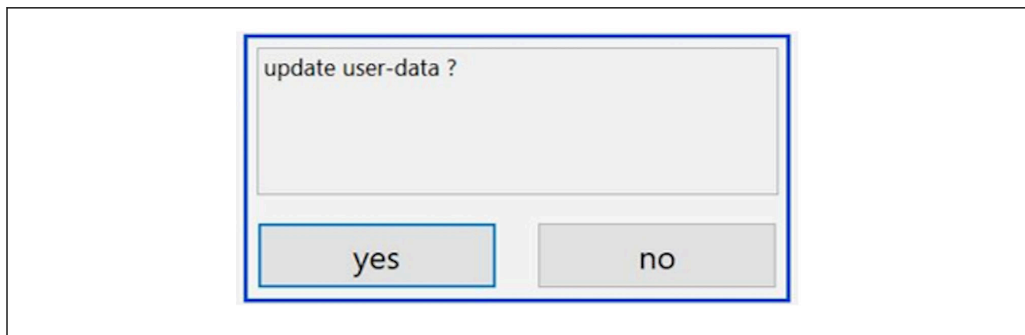 update user-data ?
yes
no